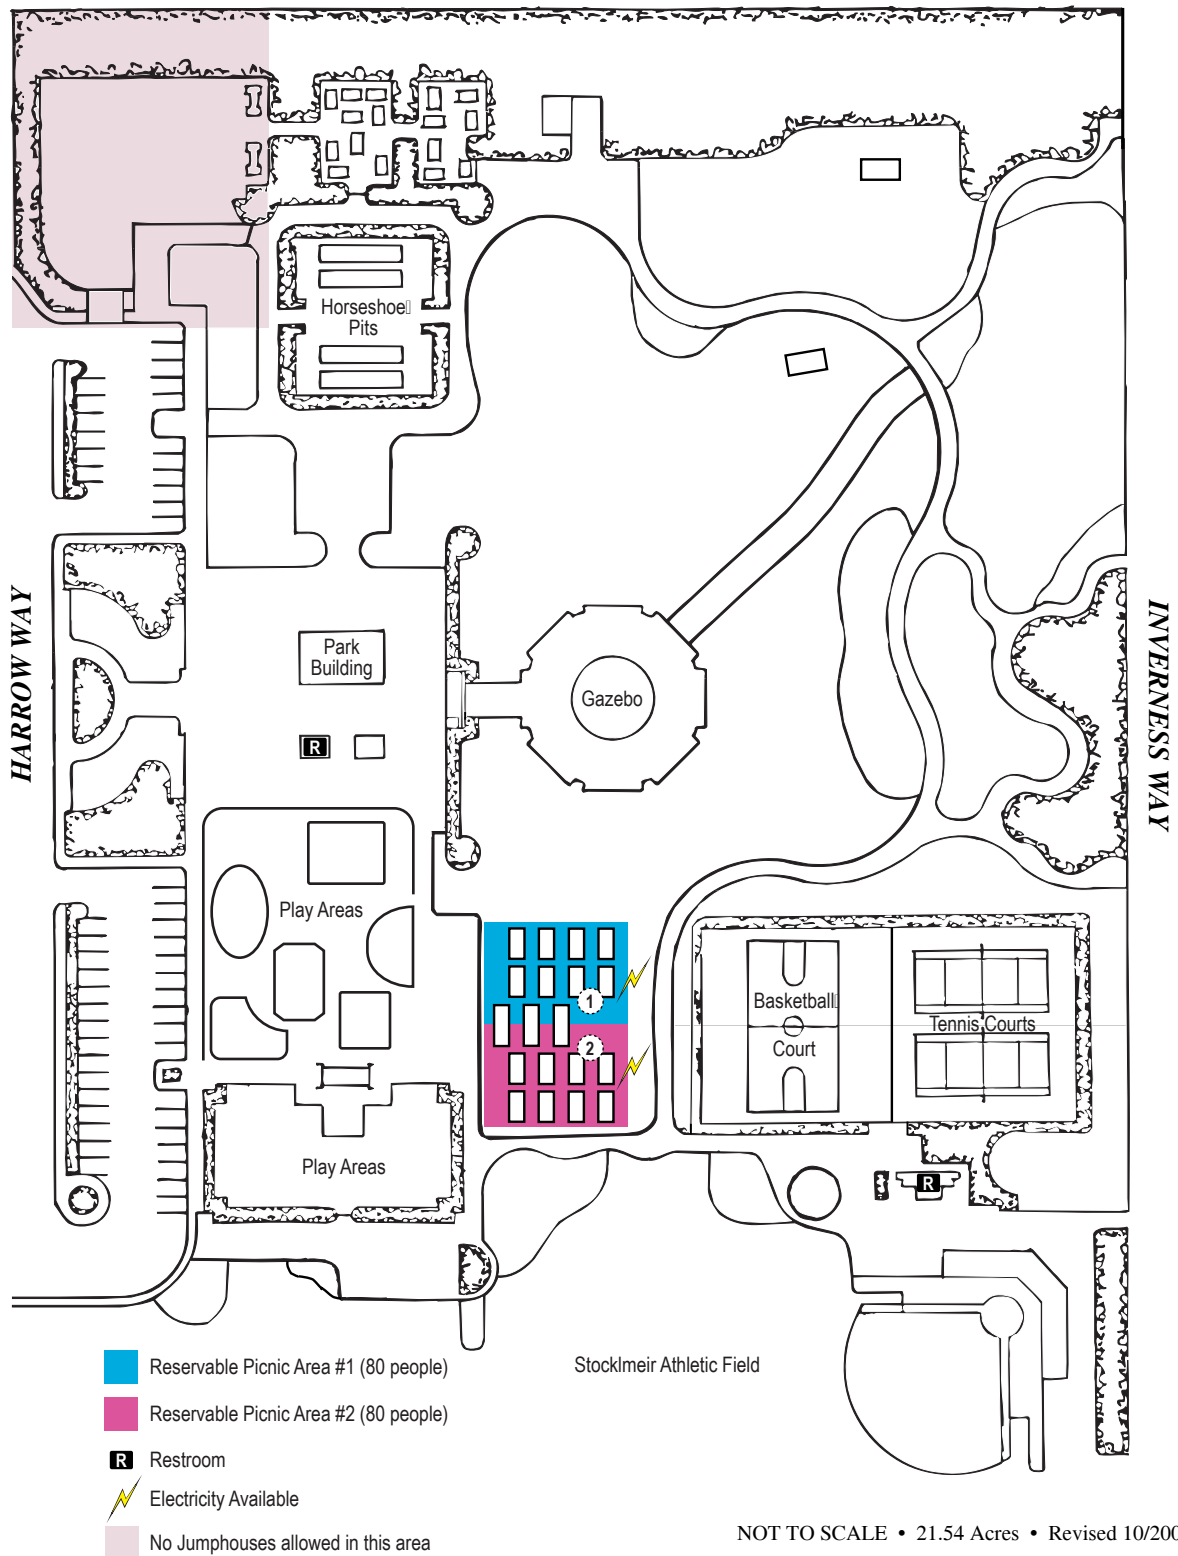 Horseshoe
Pits
HARROW WAY
Park
Building
Gazebo
INVERNESS WAY
R
Play Areas
1
Basketball
Court
Tennis Courts
2
Play Areas
R
Stocklmeir Athletic Field
Reservable Picnic Area #1 (80 people)
Reservable Picnic Area #2 (80 people)
R Restroom
Electricity Available
No Jumphouses allowed in this area
NOT TO SCALE • 21.54 Acres • Revised 10/200